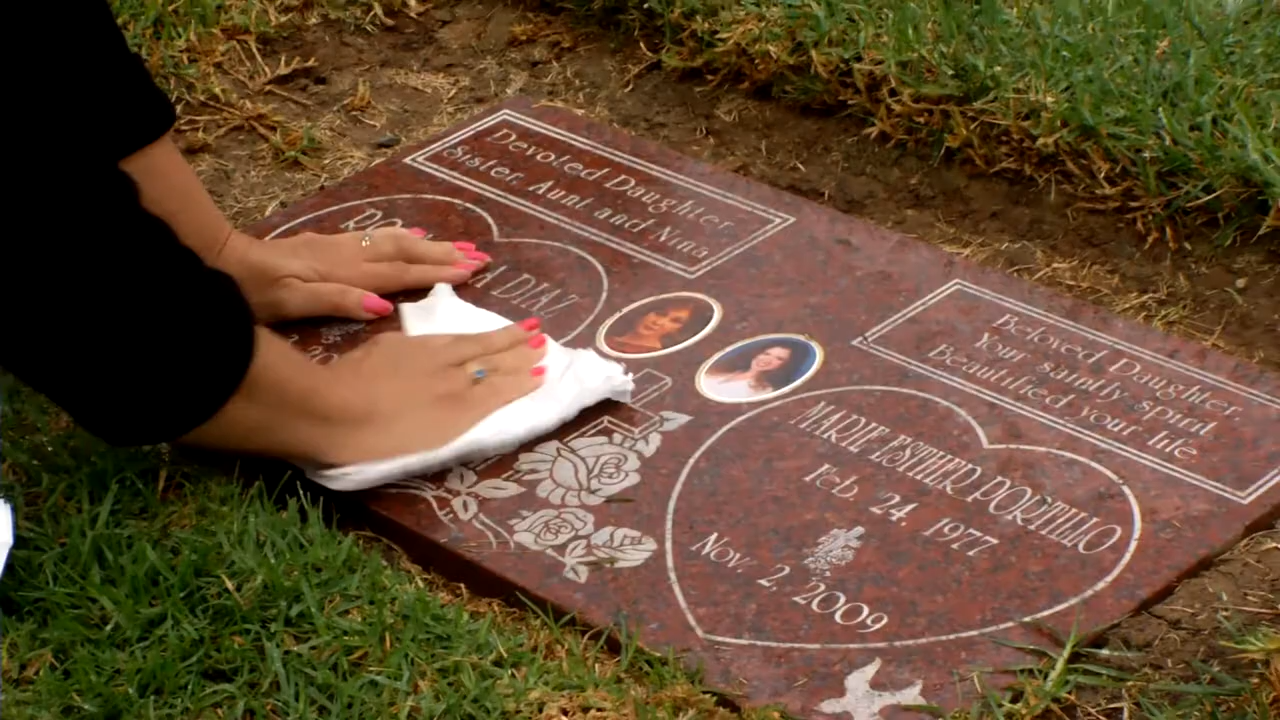 Devoted Daughter
Sister, Aunt and Nina
A DIAZ
Beloved Daughter
Your saintly spirit
Beautified your life
MARIE ESTHER PORTILLO
Feb. 24, 1977
Nov. 2, 2009